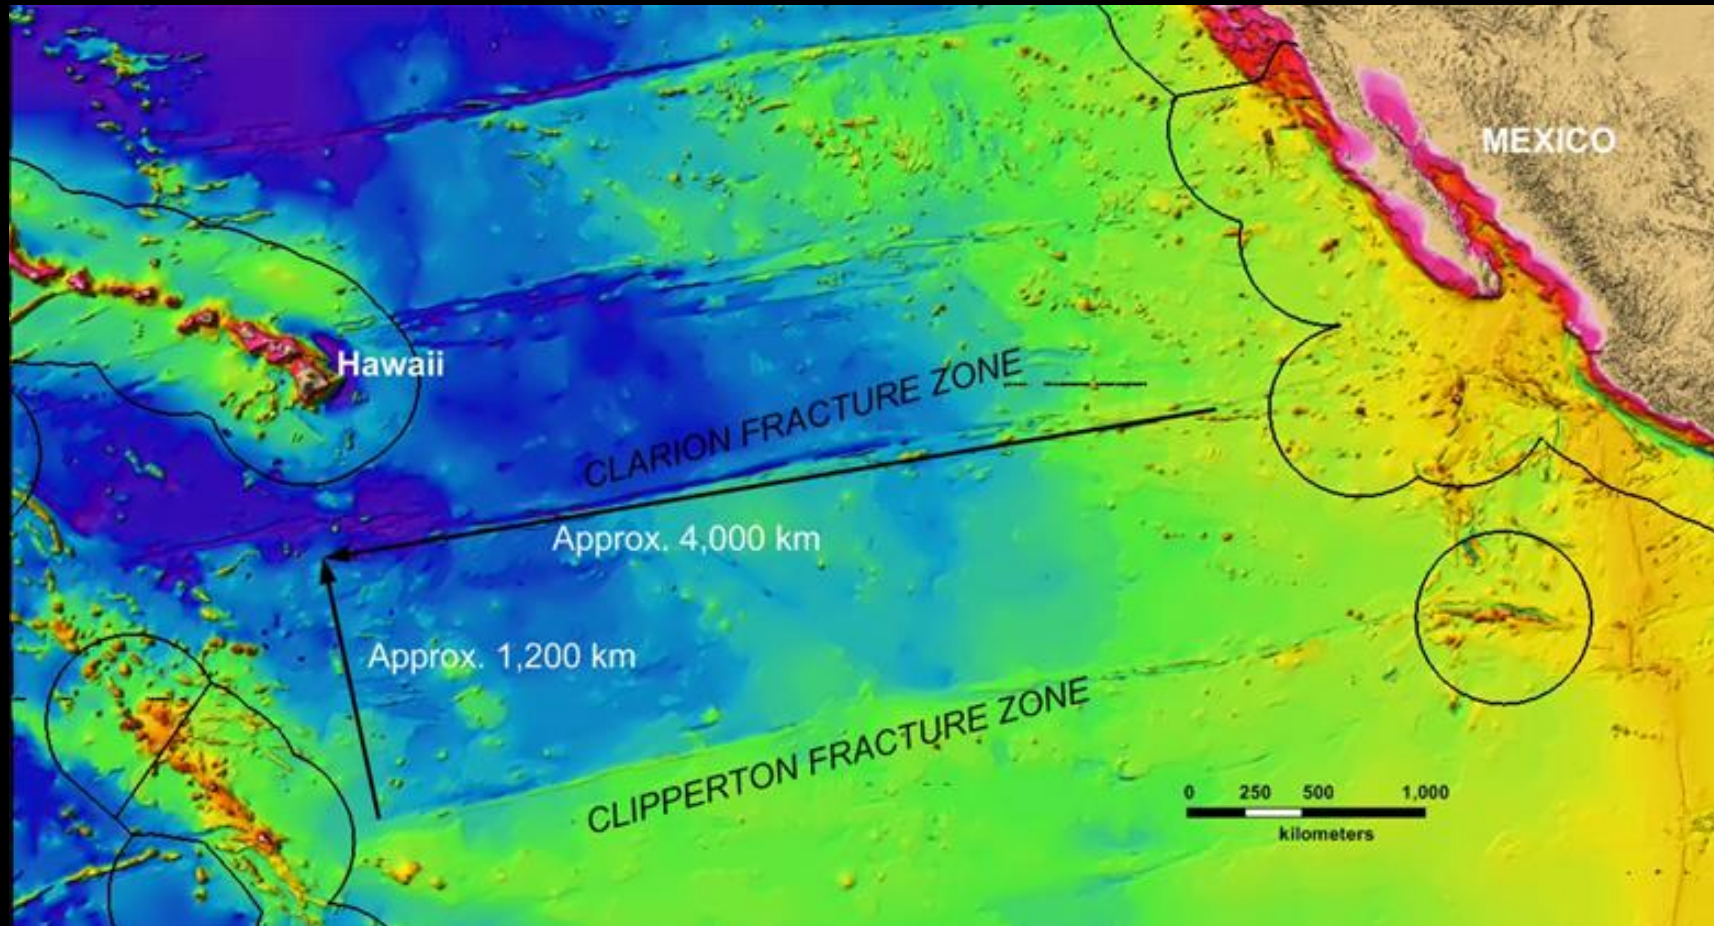 MEXICO
Hawaii
CLARION FRACTURE ZONE
Approx. 4,000 km
Approx. 1,200 km
CLIPPERTON FRACTURE ZONE
0 250 500 1,000
kilometers